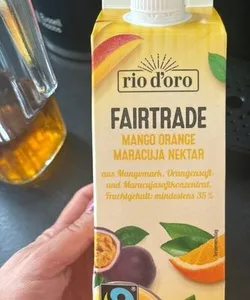 rio d'oro
FAIRTRADE
MANGO ORANGE
MARACUJA NEKTAR
aus Mangomark, Orangensaft-
und Maracujasaftkonzentrat.
Fruchtgehalt: mindestens 35 %